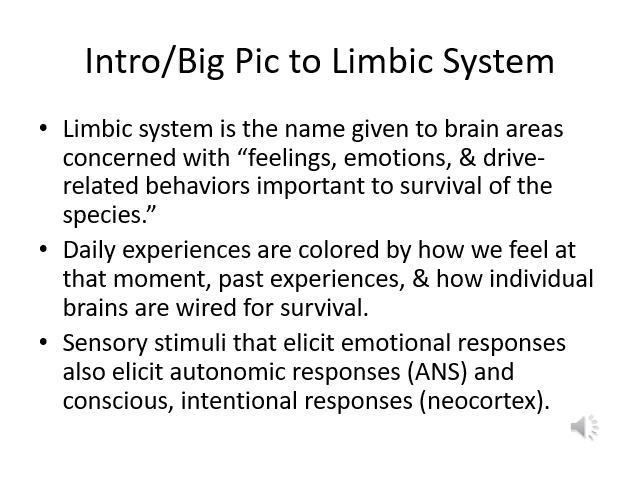 Intro/Big Pic to Limbic System
• Limbic system is the name given to brain areas
concerned with “feelings, emotions, & drive-
related behaviors important to survival of the
species.”
• Daily experiences are colored by how we feel at
that moment, past experiences, & how individual
brains are wired for survival.
• Sensory stimuli that elicit emotional responses
also elicit autonomic responses (ANS) and
conscious, intentional responses (neocortex).